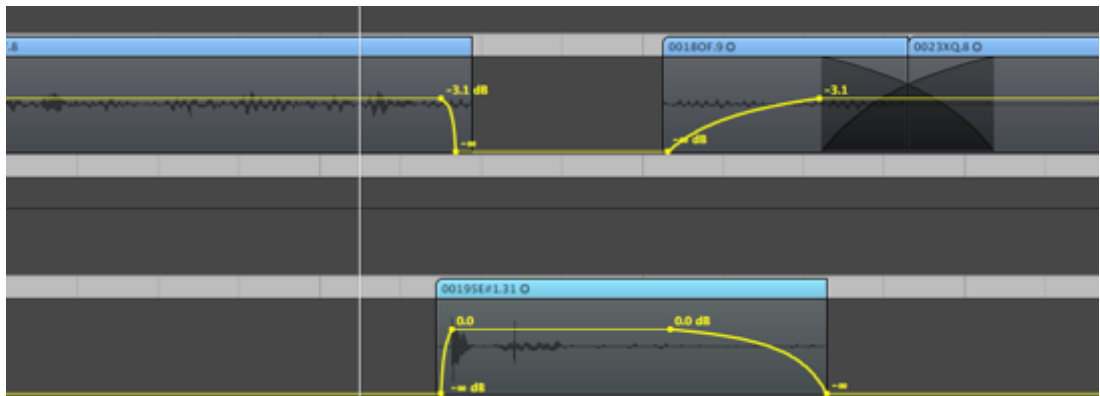 .8
0018OF.9
0023XQ.8
-3.1 dB
-∞
-∞ dB
-3.1
0019SE#1.31
0.0
0.0 dB
-∞ dB
-∞